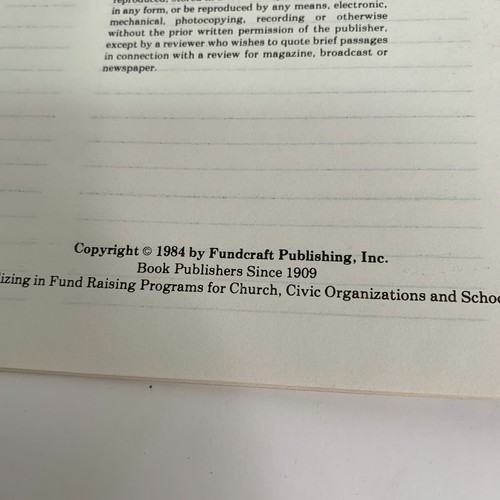 in any form, or be reproduced by any means, electronic,
mechanical, photocopying, recording or otherwise
without the prior written permission of the publisher,
except by a reviewer who wishes to quote brief passages
in connection with a review for magazine, broadcast or
newspaper.
Copyright © 1984 by Fundcraft Publishing, Inc.
Book Publishers Since 1909
izing in Fund Raising Programs for Church, Civic Organizations and Schoo